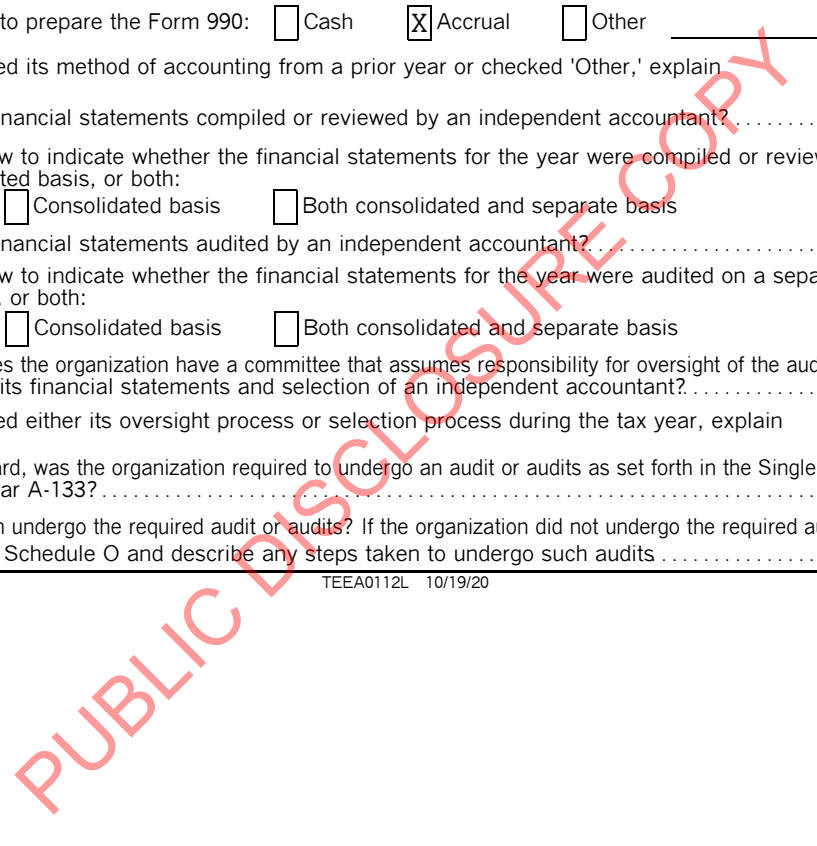 to prepare the Form 990: Cash X Accrual Other
ed its method of accounting from a prior year or checked 'Other,' explain
nancial statements compiled or reviewed by an independent accountant?
w to indicate whether the financial statements for the year were compiled or review
ted basis, or both:
Consolidated basis Both consolidated and separate basis
nancial statements audited by an independent accountant?
w to indicate whether the financial statements for the year were audited on a sepa
, or both:
Consolidated basis Both consolidated and separate basis
es the organization have a committee that assumes responsibility for oversight of the aud
its financial statements and selection of an independent accountant?
ed either its oversight process or selection process during the tax year, explain
ard, was the organization required to undergo an audit or audits as set forth in the Single
ar A-133?
n undergo the required audit or audits? If the organization did not undergo the required au
Schedule O and describe any steps taken to undergo such audits
TEEA0112L 10/19/20
PUBLIC DISCLOSURE COPY